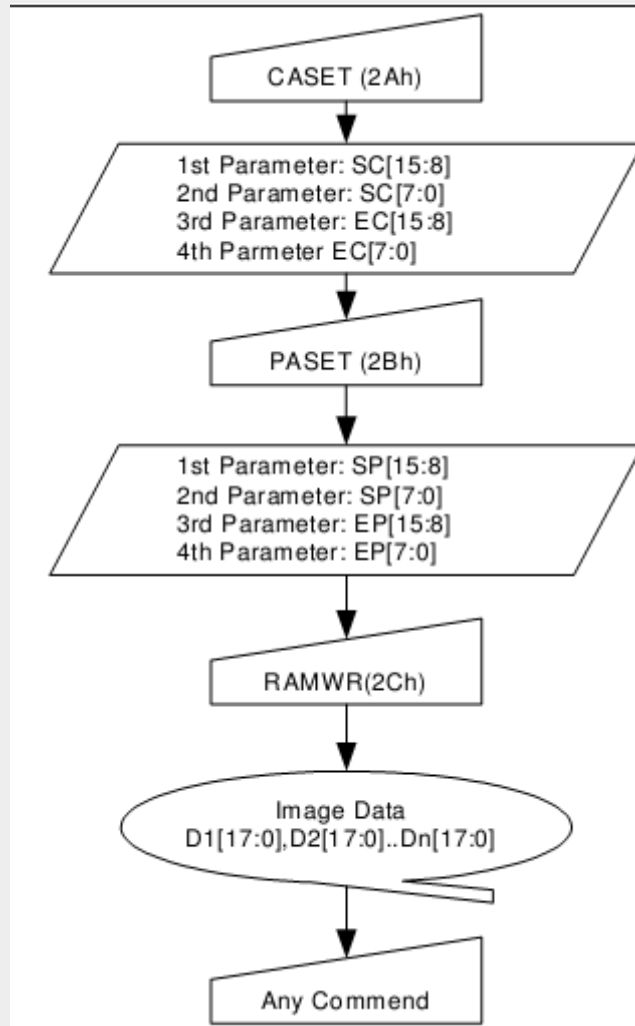 CASET (2Ah)
1st Parameter: SC[15:8]
2nd Parameter: SC[7:0]
3rd Parameter: EC[15:8]
4th Parmeter EC[7:0]
PASET (2Bh)
1st Parameter: SP[15:8]
2nd Parameter: SP[7:0]
3rd Parameter: EP[15:8]
4th Parameter: EP[7:0]
RAMWR(2Ch)
Image Data
D1[17:0],D2[17:0]..Dn[17:0]
Any Commend